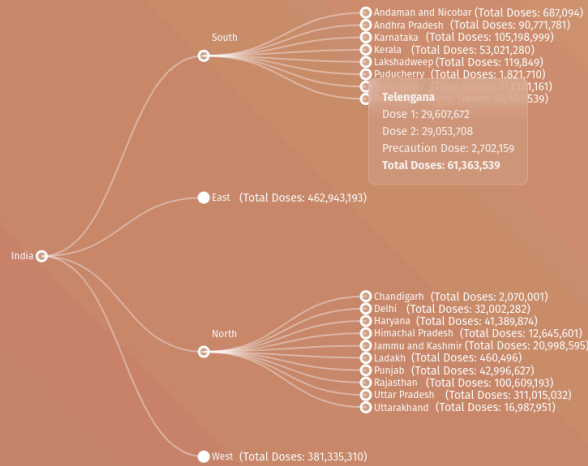 South
Andaman and Nicobar (Total Doses: 687,094)
Andhra Pradesh (Total Doses: 90,771,781)
Karnataka (Total Doses: 105,198,999)
Kerala (Total Doses: 53,021,280)
Lakshadweep (Total Doses: 119,849)
Puducherry (Total Doses: 1,821,710)
Telengana
Dose 1: 29,607,672
Dose 2: 29,053,708
Precaution Dose: 2,702,159
Total Doses: 61,363,539
East (Total Doses: 462,943,193)
India
North
Chandigarh (Total Doses: 2,070,001)
Delhi (Total Doses: 32,002,282)
Haryana (Total Doses: 41,389,874)
Himachal Pradesh (Total Doses: 12,645,601)
Jammu and Kashmir (Total Doses: 20,998,595)
Ladakh (Total Doses: 460,496)
Punjab (Total Doses: 42,996,627)
Rajasthan (Total Doses: 100,609,193)
Uttar Pradesh (Total Doses: 311,015,032)
Uttarakhand (Total Doses: 16,987,951)
West (Total Doses: 381,335,310)